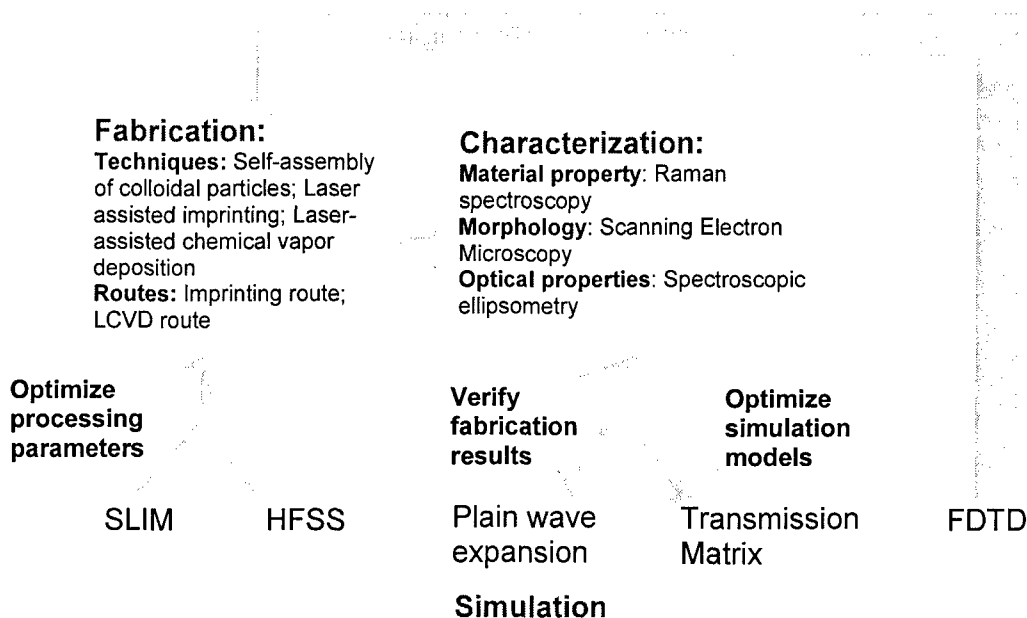 Fabrication:
Techniques: Self-assembly
of colloidal particles; Laser
assisted imprinting; Laser-
assisted chemical vapor
deposition
Routes: Imprinting route;
LCVD route
Characterization:
Material property: Raman
spectroscopy
Morphology: Scanning Electron
Microscopy
Optical properties: Spectroscopic
ellipsometry
Optimize
processing
parameters
Verify
fabrication
results
Optimize
simulation
models
SLIM
HFSS
Plain wave
expansion
Transmission
Matrix
FDTD
Simulation